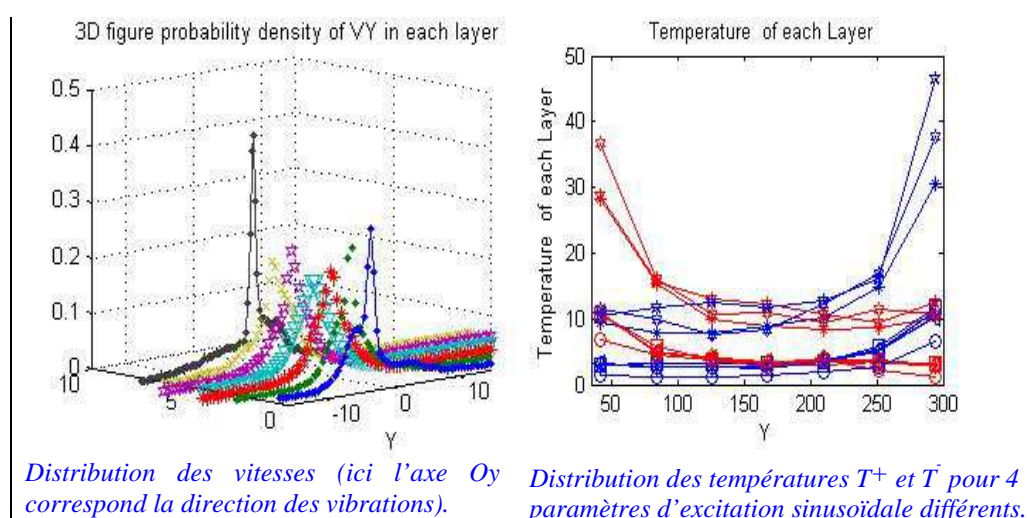 3D figure probability density of VY in each layer
0.5
0.4
0.3
0.2
0.1
0
10
5
0
-10
0
10
Y
Distribution des vitesses (ici l'axe Oy
correspond la direction des vibrations).
Temperature of each Layer
Temperature of each Layer
50
40
30
20
10
0
50 100 150 200 250 300
Y
Distribution des températures T+ et T- pour 4
paramètres d'excitation sinusoïdale différents.